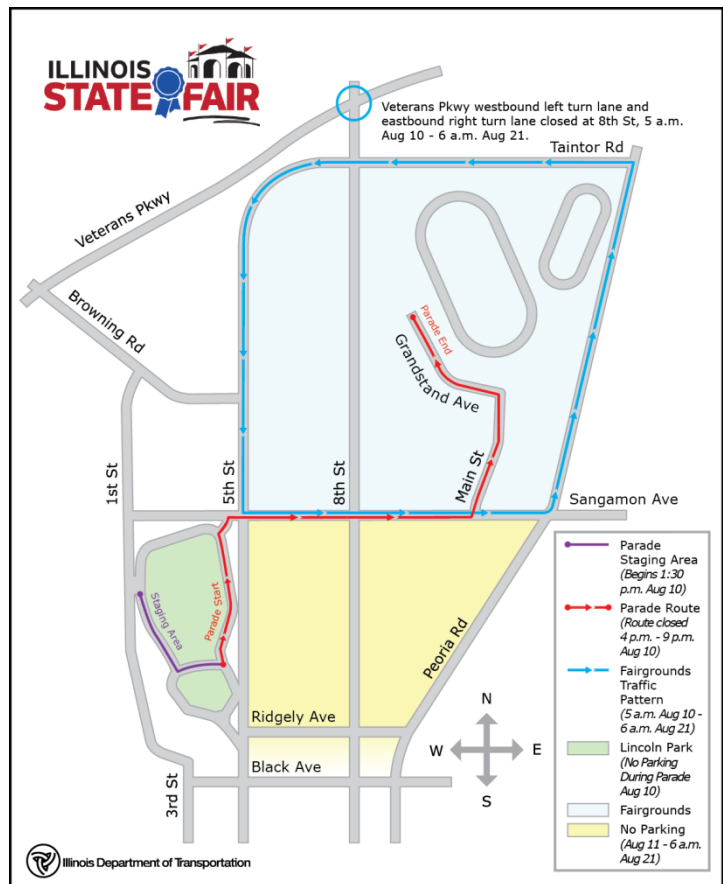 ILLINOIS
STATE FAIR
Veterans Pkwy westbound left turn lane and
eastbound right turn lane closed at 8th St, 5 a.m.
Aug 10 - 6 a.m. Aug 21.
Taintor Rd
Veterans Pkwy
Browning Rd
Parade End
Grandstand Ave
1st St
5th St
8th St
Main St
Sangamon Ave
Staging Area
Parade Start
Peoria Rd
Ridgely Ave
Black Ave
3rd St
N
W
E
S
Parade
Staging Area
(Begins 1:30
p.m. Aug 10)
Parade Route
(Route closed
4 p.m. - 9 p.m.
Aug 10)
Fairgrounds
Traffic
Pattern
(5 a.m. Aug 10 -
6 a.m. Aug 21)
Lincoln Park
(No Parking
During Parade
Aug 10)
Fairgrounds
No Parking
(Aug 11 - 6 a.m.
Aug 21)
Illinois Department of Transportation